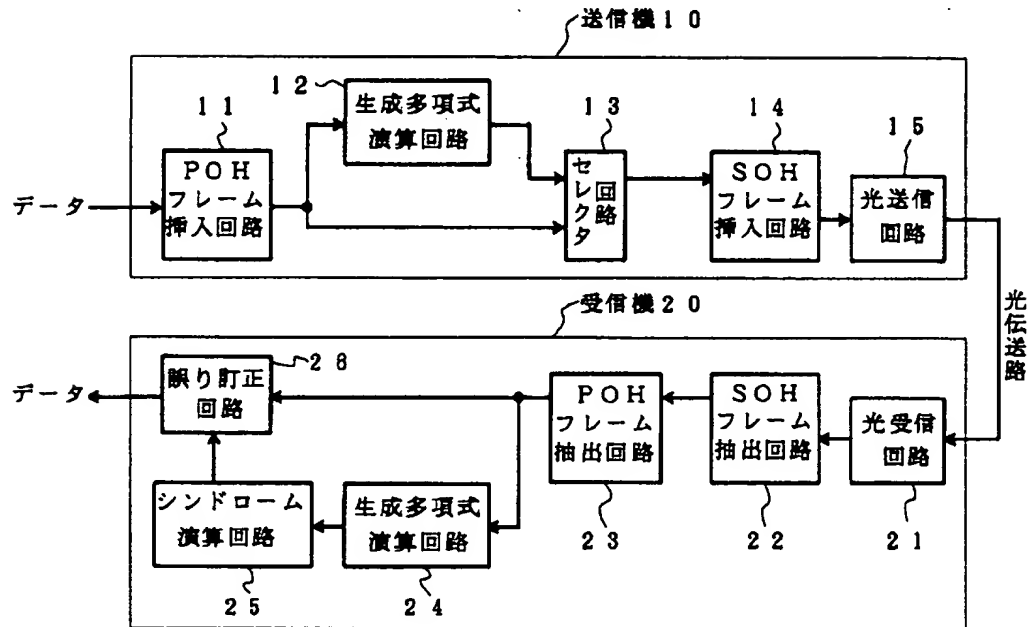 送信機10
12
生成多項式
演算回路
11
POH
フレーム
挿入回路
データ
13
セレクタ
回路
14
SOH
フレーム
挿入回路
15
光送信
回路
光伝送路
受信機20
データ
26
誤り訂正
回路
POH
フレーム
抽出回路
23
SOH
フレーム
抽出回路
22
光受信
回路
21
シンドローム
演算回路
25
生成多項式
演算回路
24